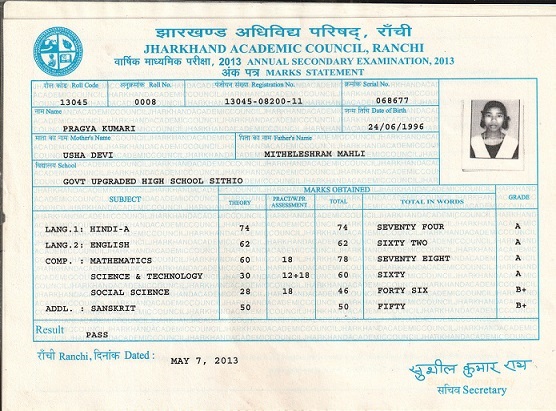 झारखण्ड अधिविद्य परिषद्, राँची
JHARKHAND ACADEMIC COUNCIL, RANCHI
वार्षिक माध्यमिक परीक्षा, 2013 ANNUAL SECONDARY EXAMINATION, 2013
अंक पत्र MARKS STATEMENT
रौल कोड Roll Code अनुक्रमांक Roll No. पंजीयन संख्या Registration No. क्रमांक Serial No.
13045 0008 13045-08200-11 068677
नाम Name जन्म तिथि Date of Birth
PRAGYA KUMARI 24/06/1996
माता का नाम Mother's Name पिता का नाम Father's Name
USHA DEVI MITHELESHRAM MAHLI
विद्यालय School
GOVT UPGRADED HIGH SCHOOL SITHIO
SUBJECT MARKS OBTAINED GRADE
THEORY PRACT/WPR ASSESSMENT TOTAL TOTAL IN WORDS
LANG.1: HINDI-A 74 74 SEVENTY FOUR A
LANG.2: ENGLISH 62 62 SIXTY TWO A
COMP. : MATHEMATICS 60 18 78 SEVENTY EIGHT A
SCIENCE & TECHNOLOGY 30 12+18 60 SIXTY A
SOCIAL SCIENCE 28 18 46 FORTY SIX B+
ADDL. : SANSKRIT 50 50 FIFTY B+
Result
PASS
राँची Ranchi, दिनांक Dated : MAY 7, 2013
सुशील कुमार राय
सचिव Secretary